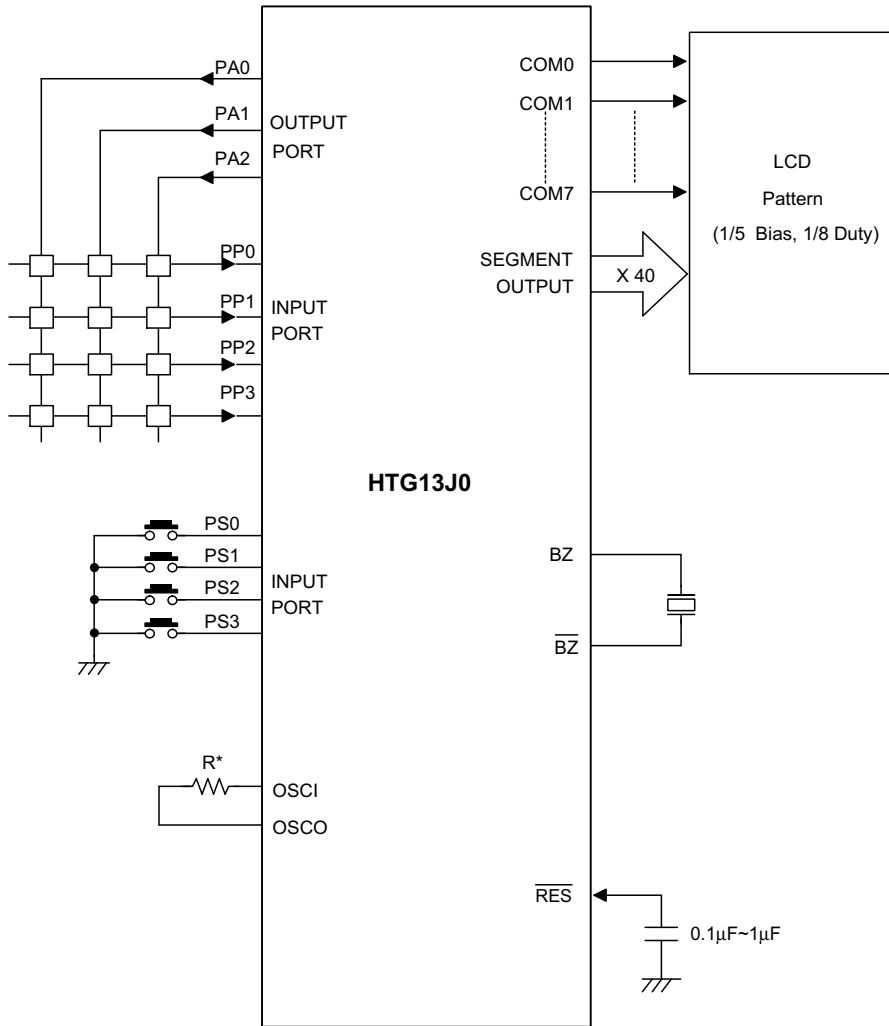 PA0
PA1
PA2
OUTPUT
PORT
PP0
PP1
PP2
PP3
INPUT
PORT
COM0
COM1
COM7
SEGMENT
OUTPUT
X 40
LCD
Pattern
(1/5 Bias, 1/8 Duty)
HTG13J0
PS0
PS1
PS2
PS3
INPUT
PORT
BZ
B̅Z̅
R*
OSCI
OSCO
R̅E̅S̅
0.1μF~1μF